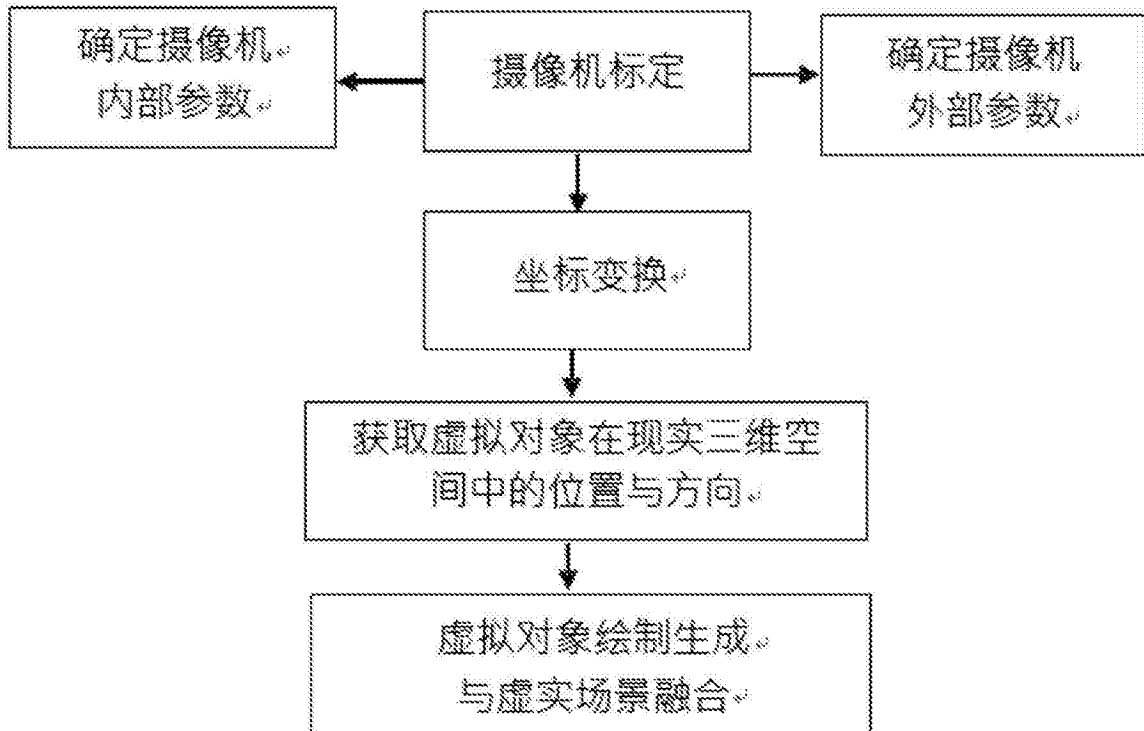 确定摄像机
内部参数
摄像机标定
确定摄像机
外部参数
坐标变换
获取虚拟对象在现实三维空
间中的位置与方向
虚拟对象绘制生成
与虚实场景融合